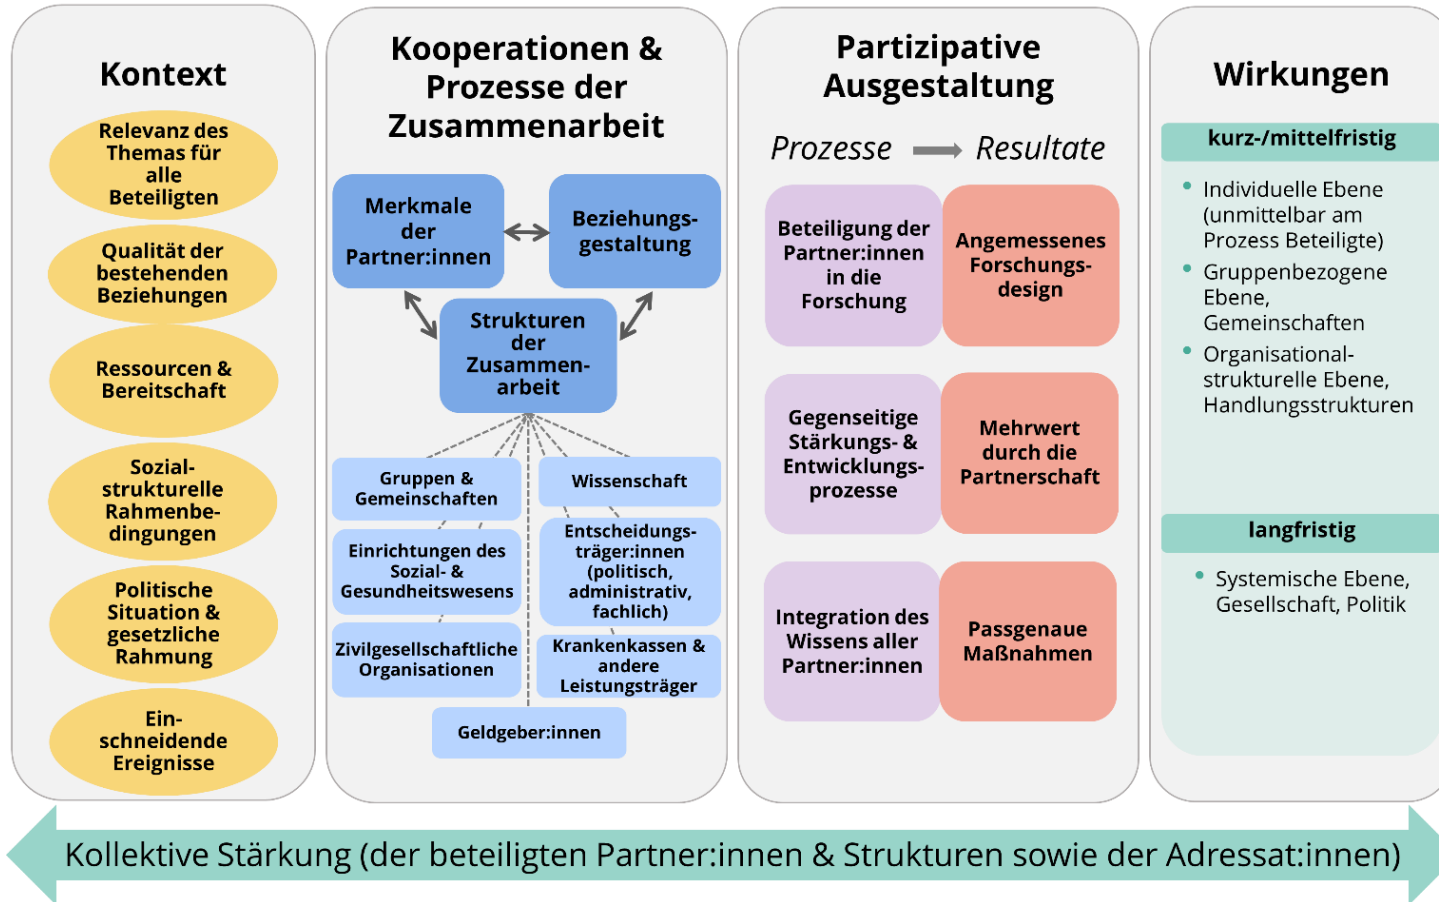 Kontext
Relevanz des
Themas für
alle
Beteiligten
Qualität der
bestehenden
Beziehungen
Ressourcen &
Bereitschaft
Sozial-
strukturelle
Rahmenbe-
dingungen
Politische
Situation &
gesetzliche
Rahmung
Ein-
schneidende
Ereignisse
Kooperationen &
Prozesse der
Zusammenarbeit
Merkmale
der
Partner:innen
Beziehungs-
gestaltung
Strukturen
der
Zusammen-
arbeit
Gruppen &
Gemeinschaften
Wissenschaft
Einrichtungen des
Sozial- &
Gesundheitswesens
Entscheidungs-
träger:innen
(politisch,
administrativ,
fachlich)
Zivilgesellschaftliche
Organisationen
Krankenkassen &
andere
Leistungsträger
Geldgeber:innen
Partizipative
Ausgestaltung
Prozesse
Resultate
Beteiligung der
Partner:innen
in die
Forschung
Angemessenes
Forschungs-
design
Gegenseitige
Stärkungs- &
Entwicklungs-
prozesse
Mehrwert
durch die
Partnerschaft
Integration des
Wissens aller
Partner:innen
Passgenaue
Maßnahmen
Wirkungen
kurz-/mittelfristig
• Individuelle Ebene
(unmittelbar am
Prozess Beteiligte)
• Gruppenbezogene
Ebene,
Gemeinschaften
• Organisational-
strukturelle Ebene,
Handlungsstrukturen
langfristig
• Systemische Ebene,
Gesellschaft, Politik
Kollektive Stärkung (der beteiligten Partner:innen & Strukturen sowie der Adressat:innen)